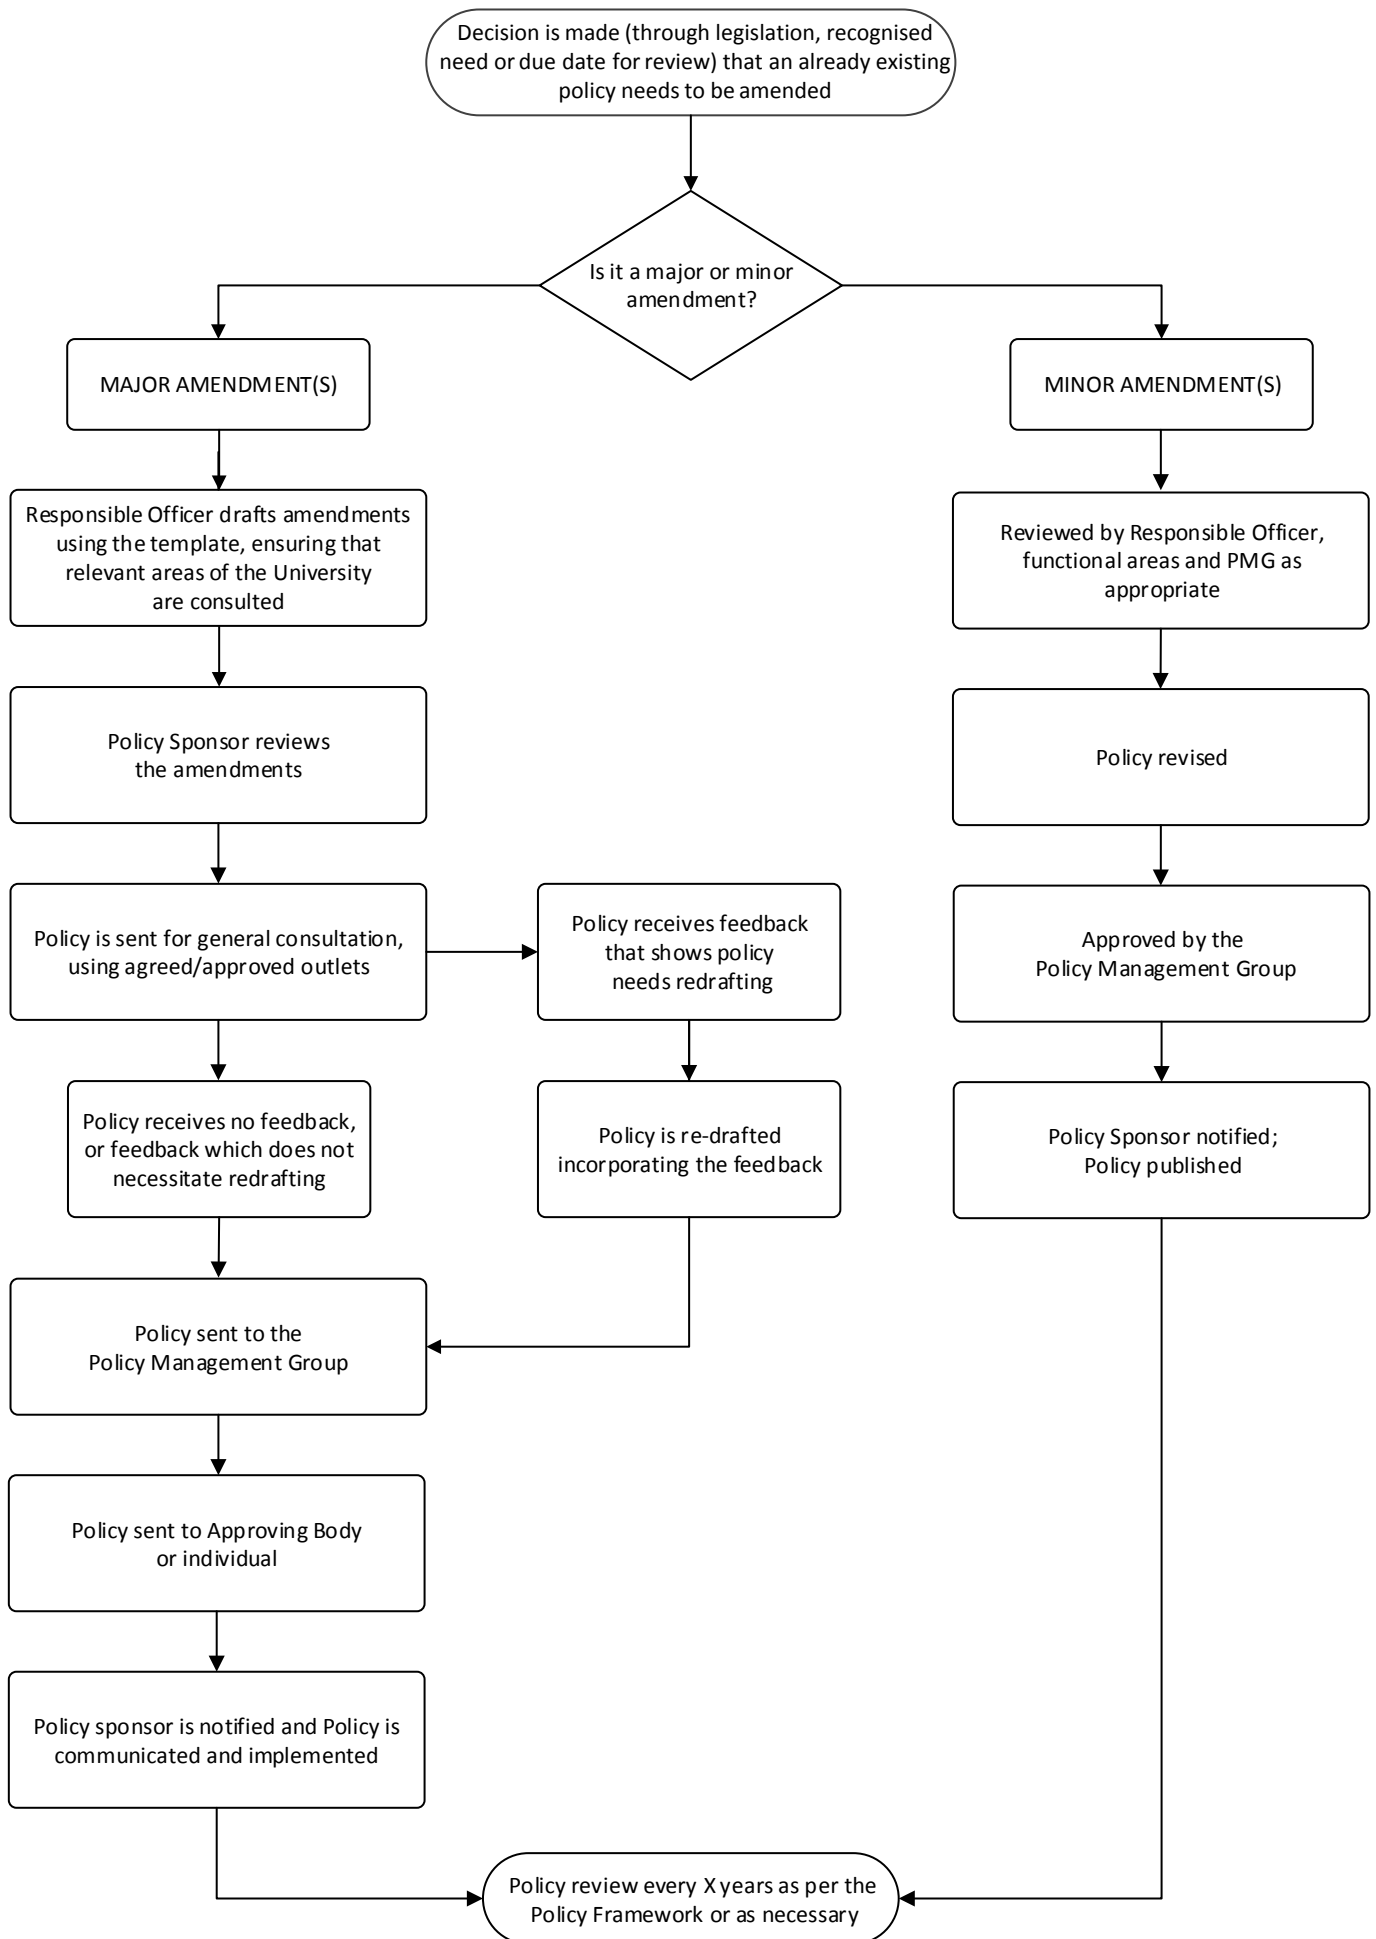 Decision is made (through legislation, recognised
need or due date for review) that an already existing
policy needs to be amended
Is it a major or minor
amendment?
MAJOR AMENDMENT(S)
MINOR AMENDMENT(S)
Responsible Officer drafts amendments
using the template, ensuring that
relevant areas of the University
are consulted
Reviewed by Responsible Officer,
functional areas and PMG as
appropriate
Policy Sponsor reviews
the amendments
Policy revised
Policy is sent for general consultation,
using agreed/approved outlets
Policy receives feedback
that shows policy
needs redrafting
Approved by the
Policy Management Group
Policy receives no feedback,
or feedback which does not
necessitate redrafting
Policy is re-drafted
incorporating the feedback
Policy Sponsor notified;
Policy published
Policy sent to the
Policy Management Group
Policy sent to Approving Body
or individual
Policy sponsor is notified and Policy is
communicated and implemented
Policy review every X years as per the
Policy Framework or as necessary